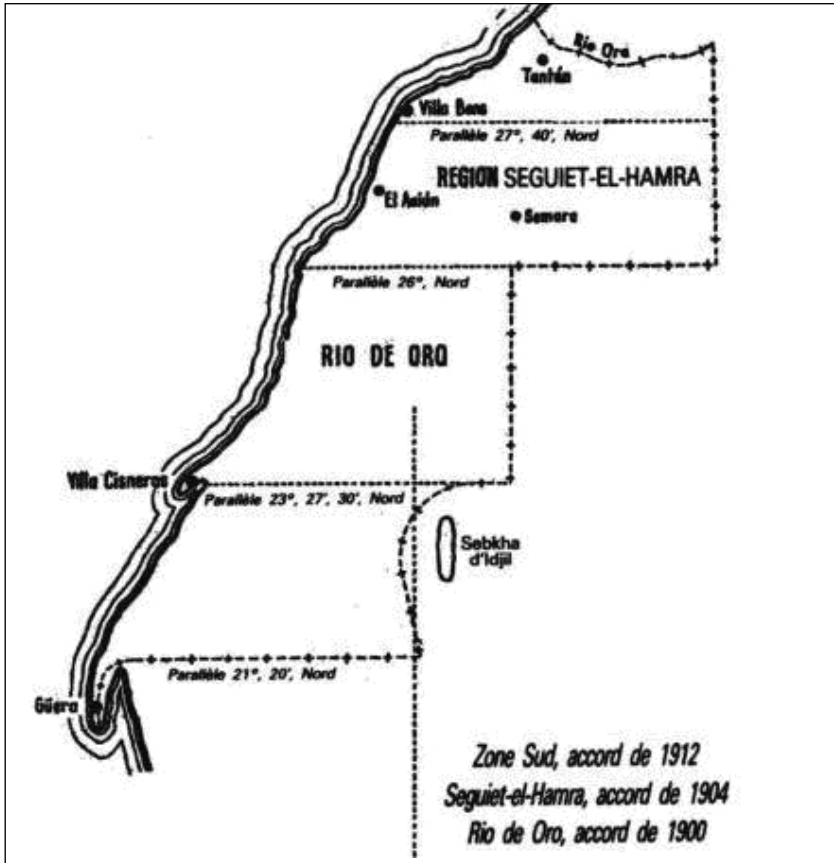 Rio Ora
Tantán
Villa Bens
Parallèle 27°, 40', Nord
REGION SEGUIET-EL-HAMRA
El Aaiún
Semara
Parallèle 26°, Nord
RIO DE ORO
Villa Cisneros
Parallèle 23°, 27', 30', Nord
Sebkha
d'Idjil
Parallèle 21°, 20', Nord
Güera
Zone Sud, accord de 1912
Seguiet-el-Hamra, accord de 1904
Rio de Oro, accord de 1900